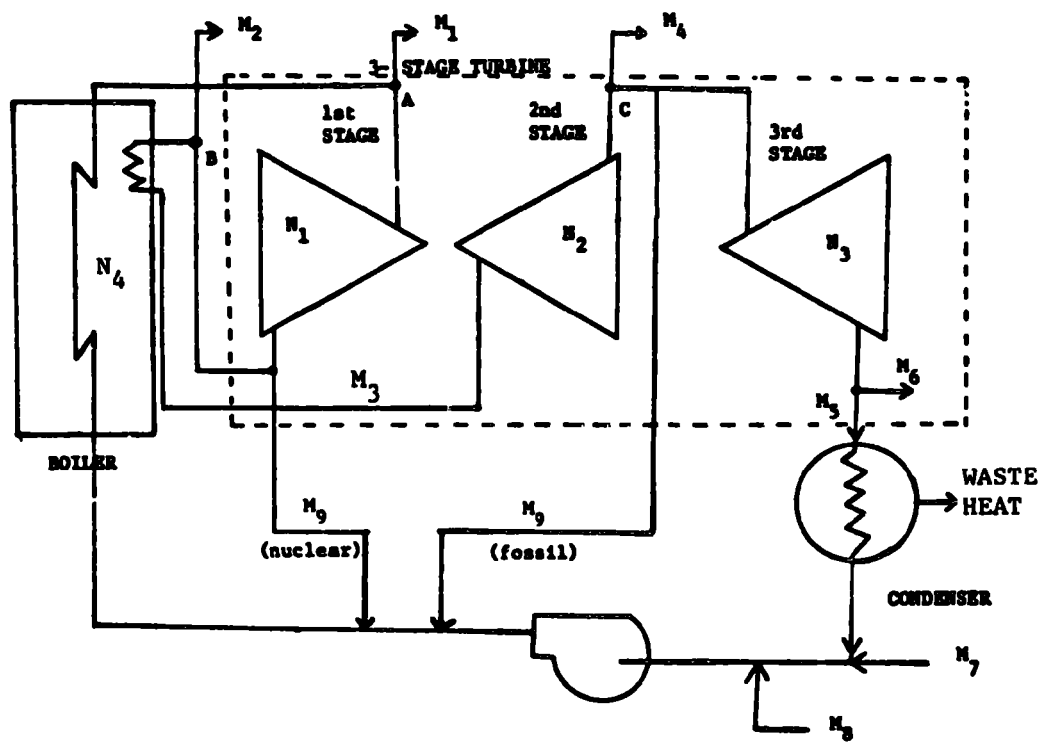 M2
M1
M4
3- STAGE TURBINE
A
1st
STAGE
2nd
STAGE
C
3rd
STAGE
B
N1
N2
N3
N4
M3
M6
M5
BOILER
WASTE
HEAT
M9
(nuclear)
M9
(fossil)
CONDENSER
M7
M8